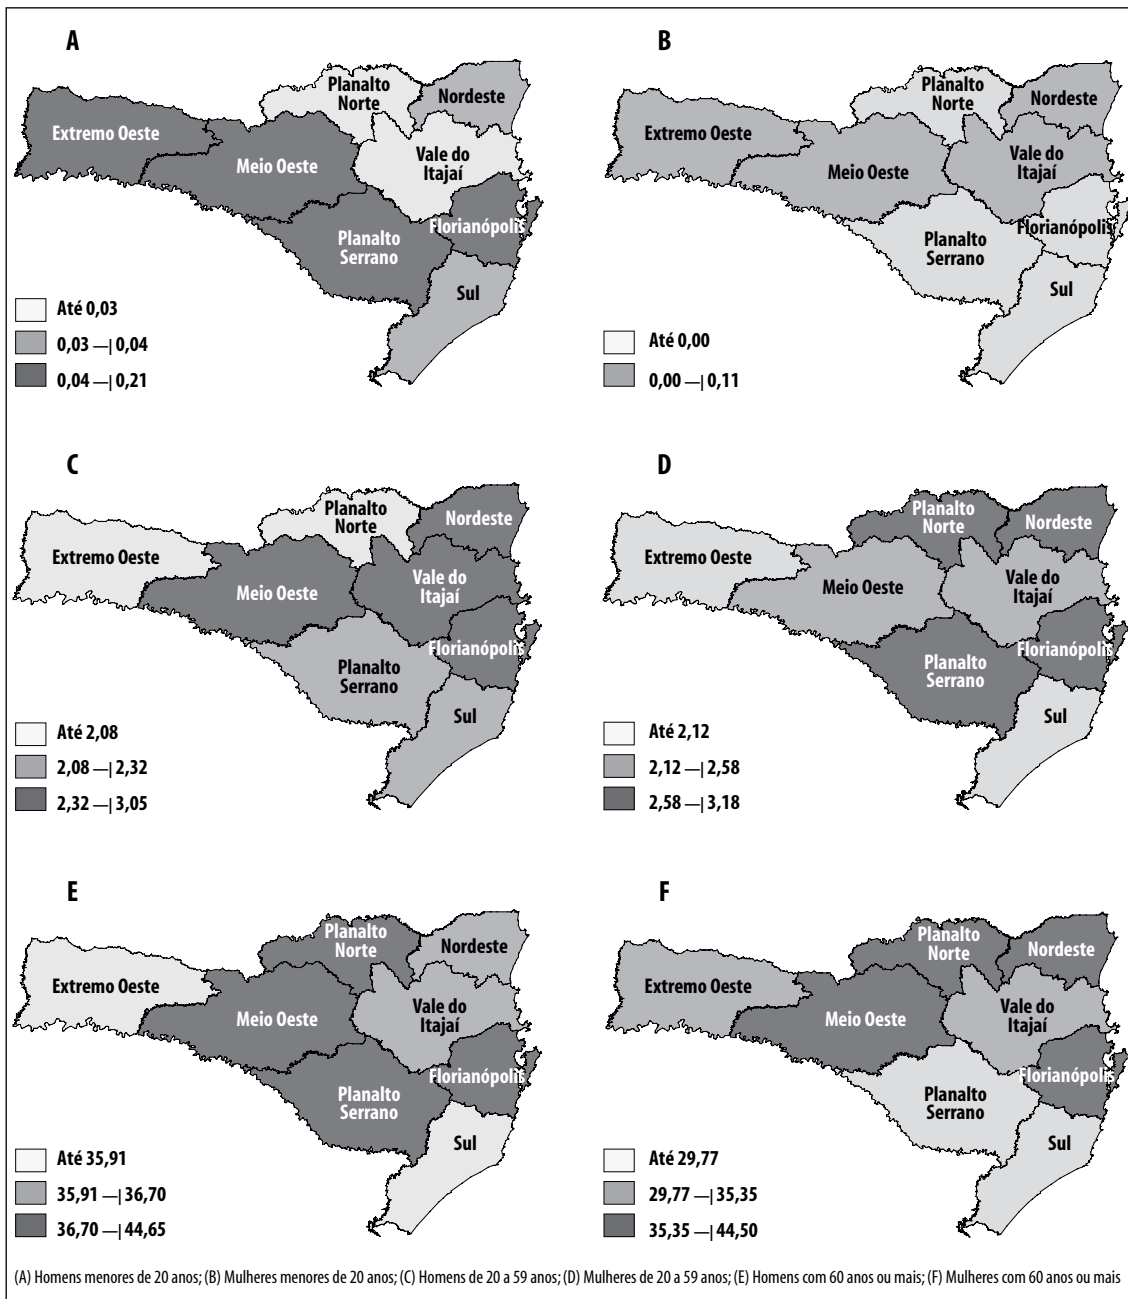 A
Planalto
Norte
Nordeste
Extremo Oeste
Meio Oeste
Vale do
Itajaí
Florianópolis
Planalto
Serrano
Sul
Até 0,03
0,03 —| 0,04
0,04 —| 0,21
B
Planalto
Norte
Nordeste
Extremo Oeste
Meio Oeste
Vale do
Itajaí
Florianópolis
Planalto
Serrano
Sul
Até 0,00
0,00 —| 0,11
C
Planalto
Norte
Nordeste
Extremo Oeste
Meio Oeste
Vale do
Itajaí
Florianópolis
Planalto
Serrano
Sul
Até 2,08
2,08 —| 2,32
2,32 —| 3,05
D
Planalto
Norte
Nordeste
Extremo Oeste
Meio Oeste
Vale do
Itajaí
Florianópolis
Planalto
Serrano
Sul
Até 2,12
2,12 —| 2,58
2,58 —| 3,18
E
Planalto
Norte
Nordeste
Extremo Oeste
Meio Oeste
Vale do
Itajaí
Florianópolis
Planalto
Serrano
Sul
Até 35,91
35,91 —| 36,70
36,70 —| 44,65
F
Planalto
Norte
Nordeste
Extremo Oeste
Meio Oeste
Vale do
Itajaí
Florianópolis
Planalto
Serrano
Sul
Até 29,77
29,77 —| 35,35
35,35 —| 44,50
(A) Homens menores de 20 anos; (B) Mulheres menores de 20 anos; (C) Homens de 20 a 59 anos; (D) Mulheres de 20 a 59 anos; (E) Homens com 60 anos ou mais; (F) Mulheres com 60 anos ou mais